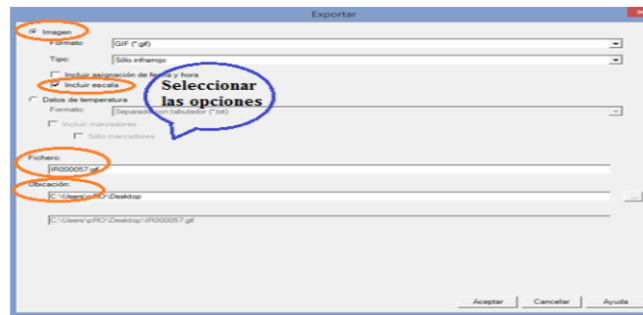 Exportar
Imagen
Formato GIF (*.gif)
Tipo: Sólo infrarrojo
Incluir asignación de fecha y hora
Incluir escala
Seleccionar
las opciones
Datos de temperatura
Formato: Separado con tabulador (*.txt)
Incluir marcadores
Sólo marcadores
Fichero:
IR000057.gif
Ubicación:
C:\Users\pRO\Desktop
...
C:\Users\pRO\Desktop\IR000057.gif
Aceptar Cancelar Ayuda